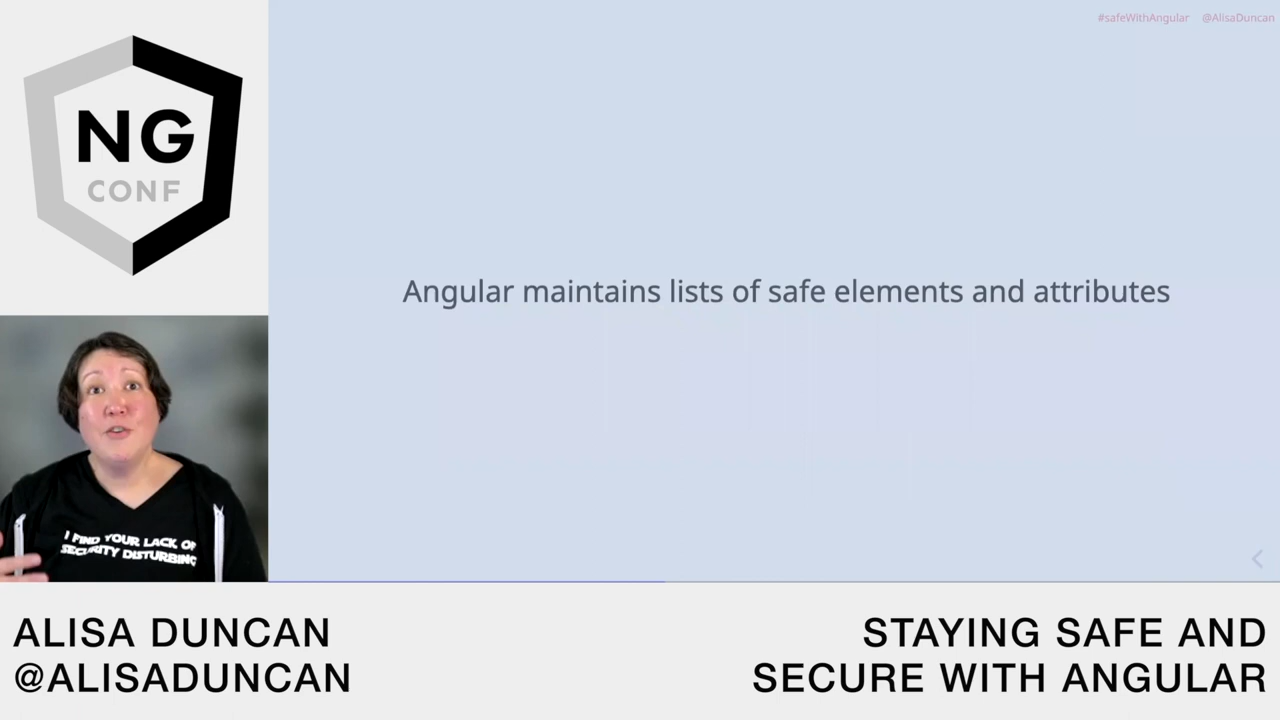 #safeWithAngular @AlisaDuncan
NG
CONF
Angular maintains lists of safe elements and attributes
I FIND YOUR LACK OF
SECURITY DISTURBING
ALISA DUNCAN
@ALISADUNCAN
STAYING SAFE AND
SECURE WITH ANGULAR